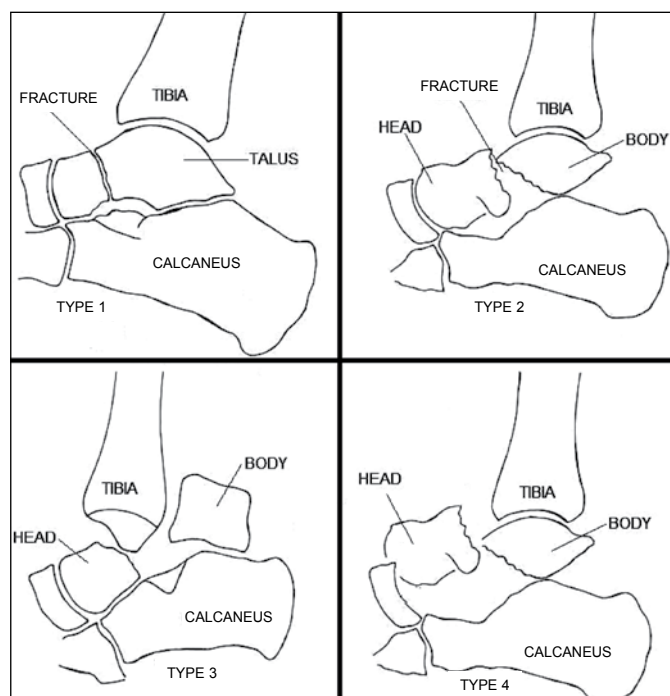 FRACTURE
TIBIA
TALUS
CALCANEUS
TYPE 1
FRACTURE
HEAD
TIBIA
BODY
CALCANEUS
TYPE 2
BODY
TIBIA
HEAD
CALCANEUS
TYPE 3
HEAD
TIBIA
BODY
CALCANEUS
TYPE 4